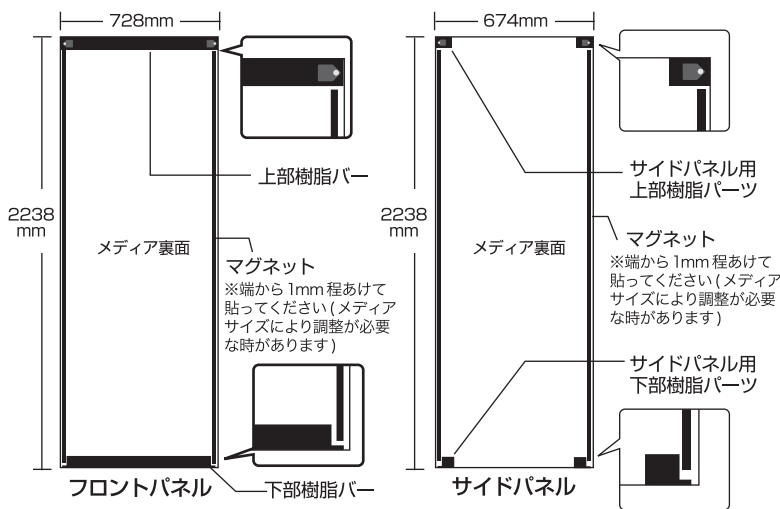 728mm
上部樹脂バー
2238
mm
メディア裏面
マグネット
※端から1mm程あけて
貼ってください(メディア
サイズにより調整が必要
な時があります)
フロントパネル
下部樹脂バー
674mm
サイドパネル用
上部樹脂パーツ
2238
mm
メディア裏面
マグネット
※端から1mm程あけて
貼ってください(メディア
サイズにより調整が必要
な時があります)
サイドパネル用
下部樹脂パーツ
サイドパネル